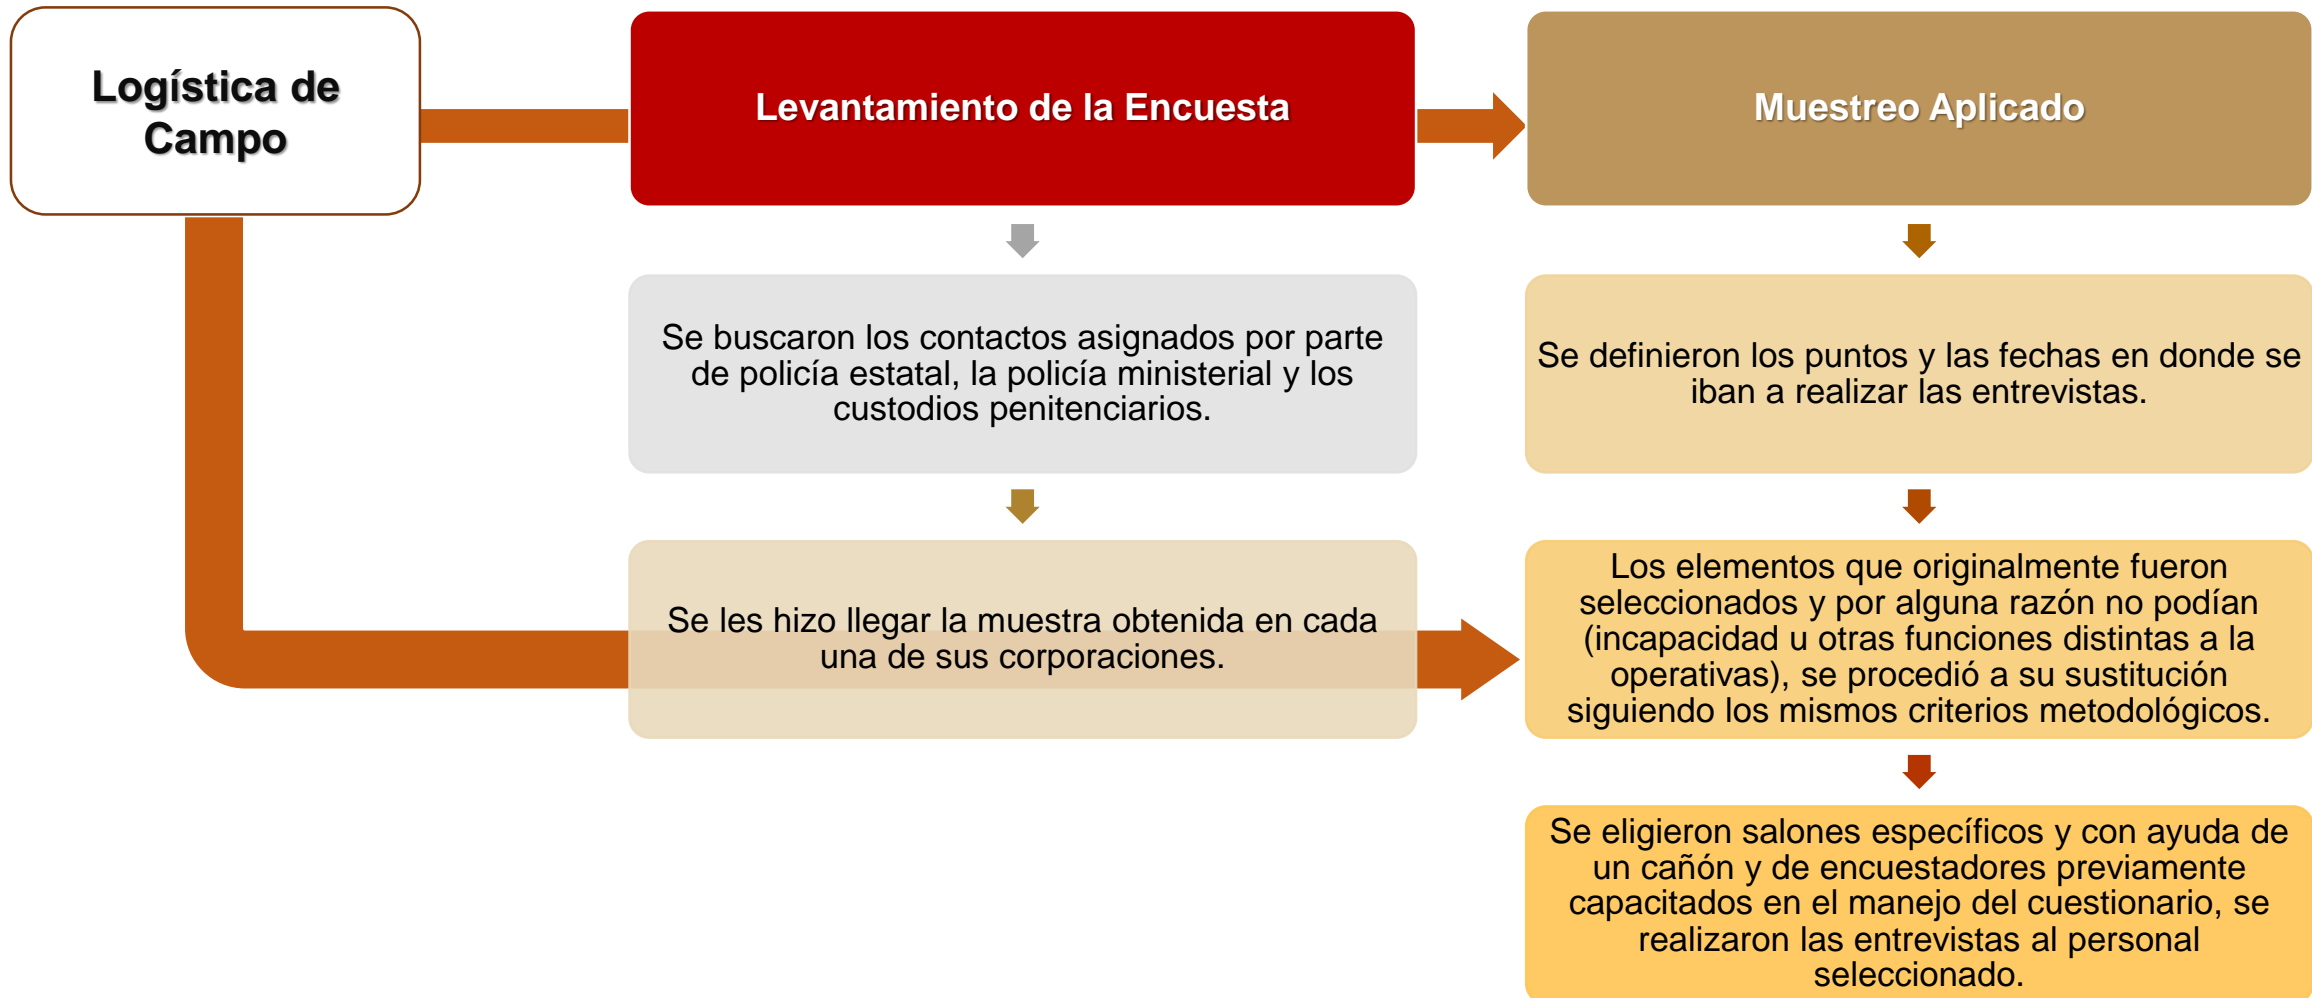 Logística de
Campo
Levantamiento de la Encuesta
Se buscaron los contactos asignados por parte
de policía estatal, la policía ministerial y los
custodios penitenciarios.
Se les hizo llegar la muestra obtenida en cada
una de sus corporaciones.
Muestreo Aplicado
Se definieron los puntos y las fechas en donde se
iban a realizar las entrevistas.
Los elementos que originalmente fueron
seleccionados y por alguna razón no podían
(incapacidad u otras funciones distintas a la
operativas), se procedió a su sustitución
siguiendo los mismos criterios metodológicos.
Se eligieron salones específicos y con ayuda de
un cañón y de encuestadores previamente
capacitados en el manejo del cuestionario, se
realizaron las entrevistas al personal
seleccionado.